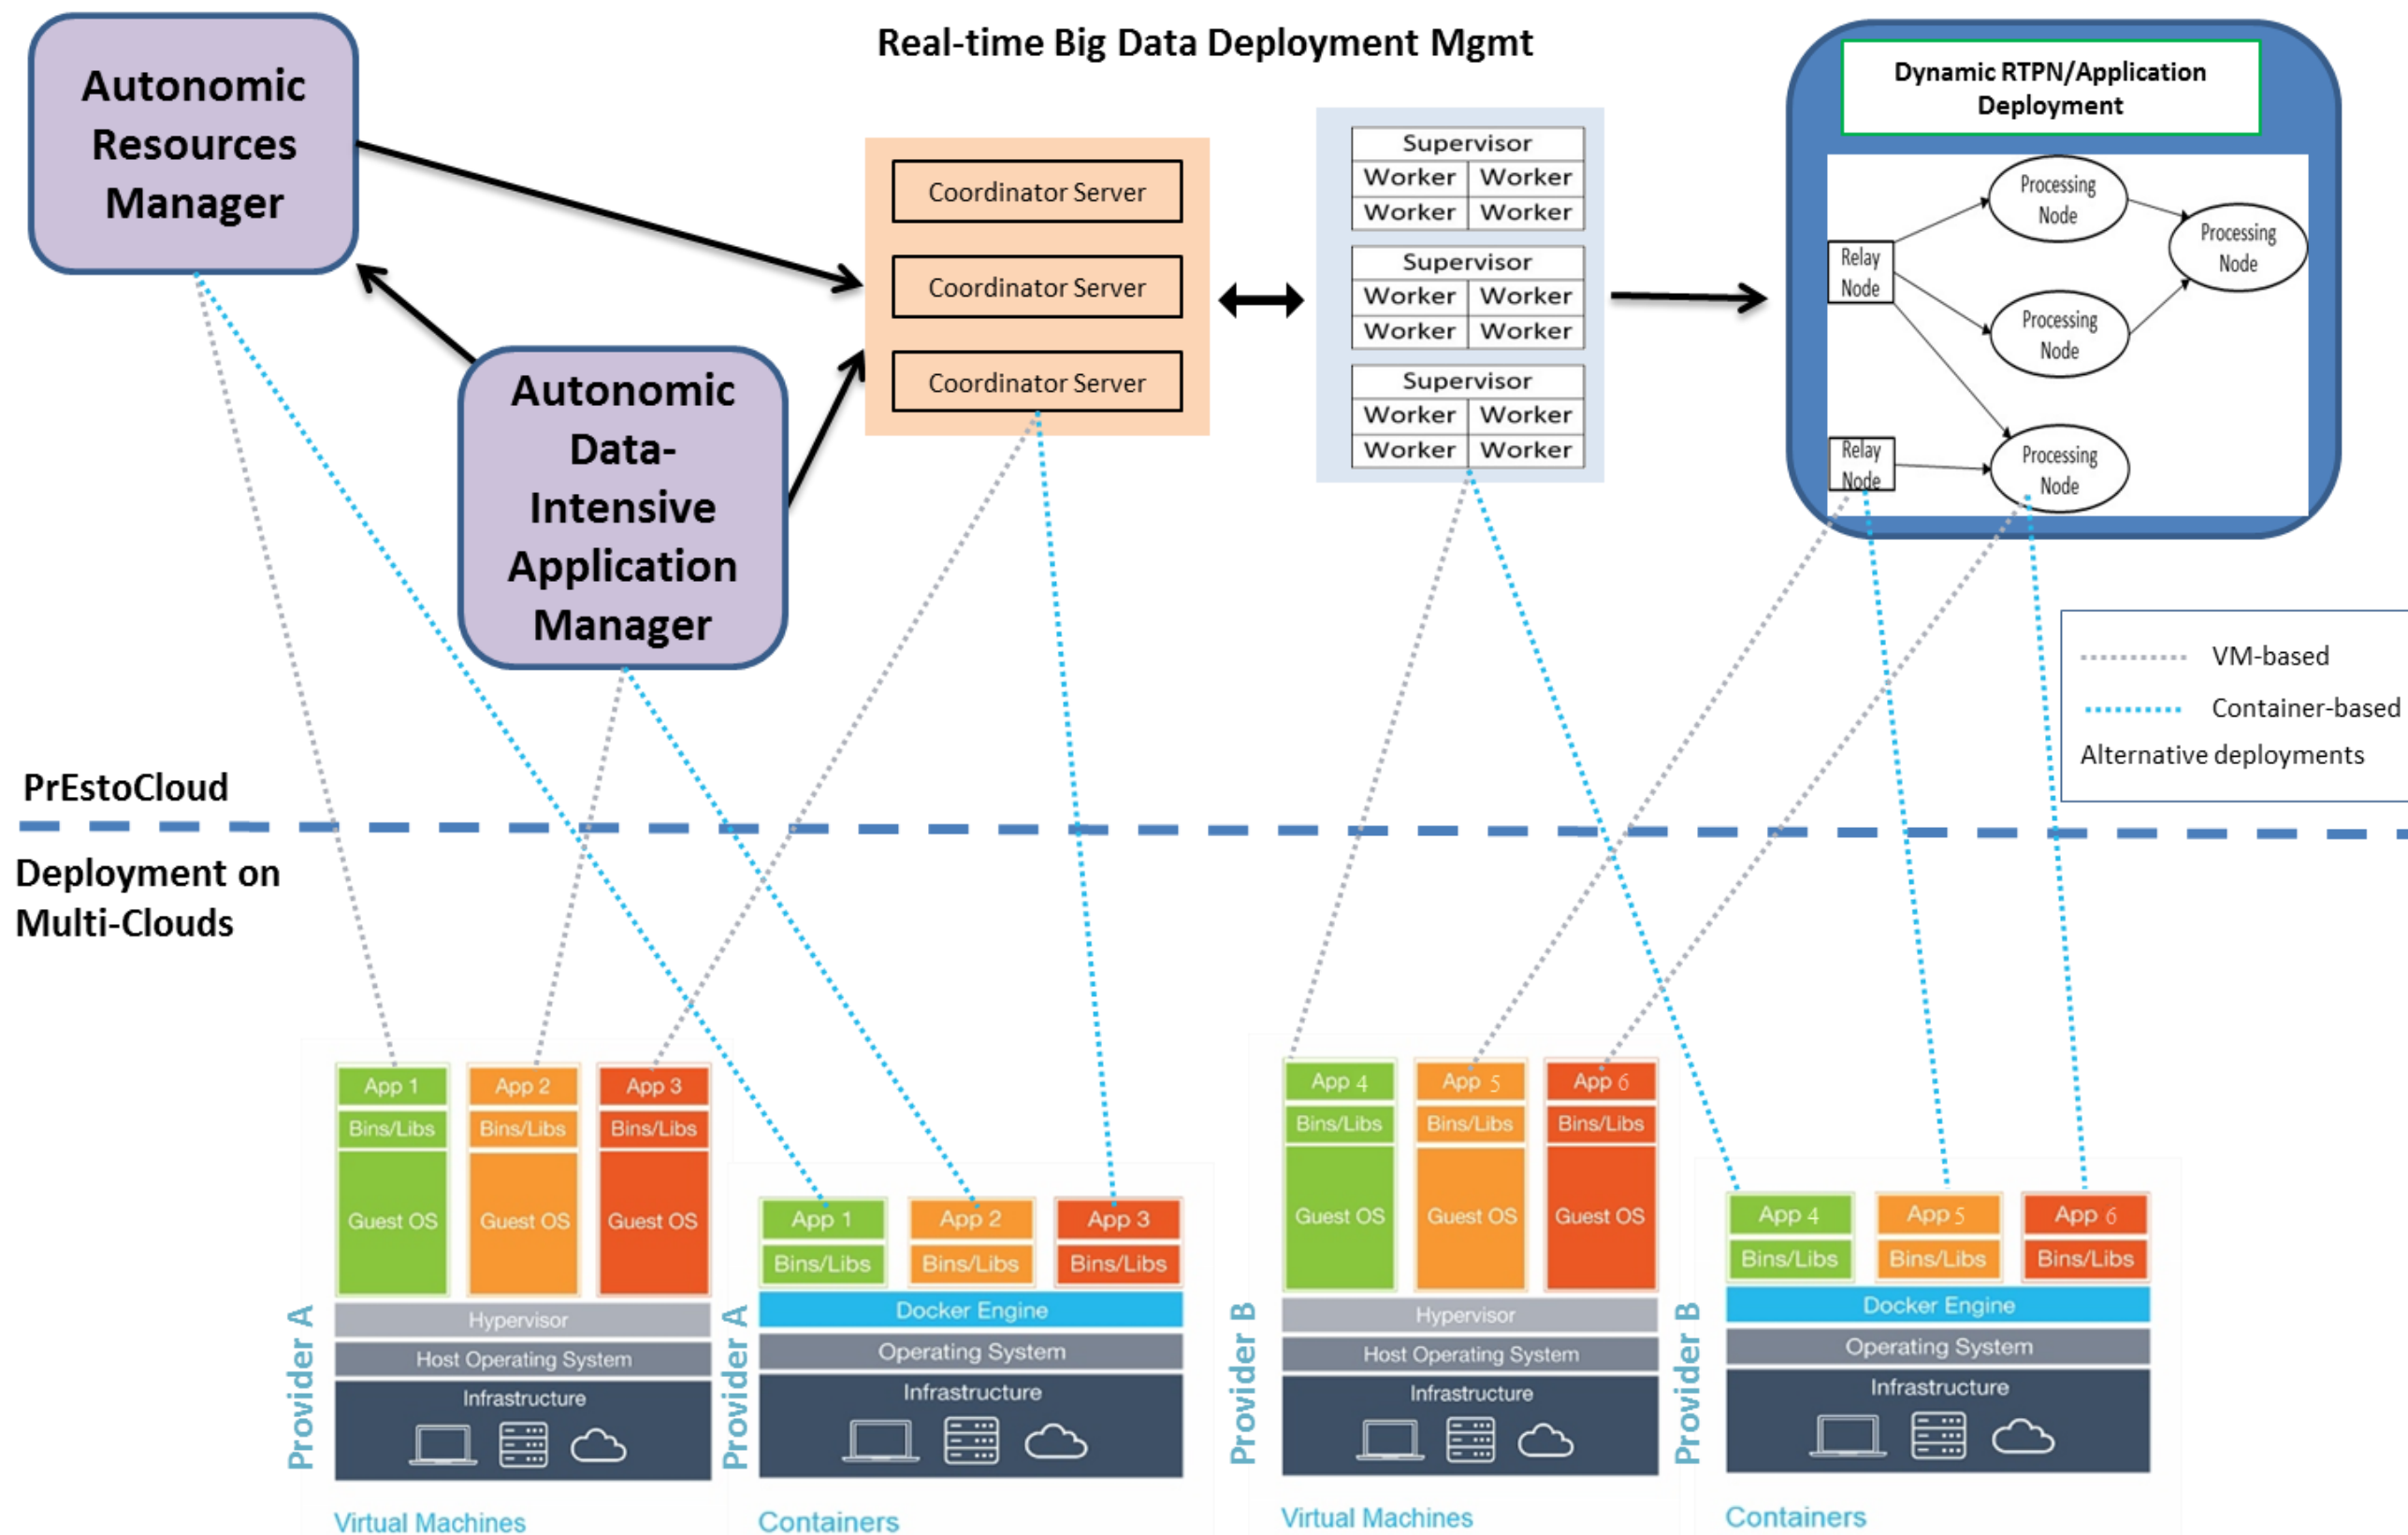 Real-time Big Data Deployment Mgmt
Autonomic
Resources
Manager
Autonomic
Data-
Intensive
Application
Manager
Coordinator Server
Coordinator Server
Coordinator Server
Supervisor
Worker Worker
Worker Worker
Supervisor
Worker Worker
Worker Worker
Supervisor
Worker Worker
Worker Worker
Dynamic RTPN/Application
Deployment
Processing
Node
Processing
Node
Relay
Node
Processing
Node
Relay
Node
Processing
Node
VM-based
Container-based
Alternative deployments
PrEstoCloud
Deployment on
Multi-Clouds
Provider A
App 1 App 2 App 3
Bins/Libs Bins/Libs Bins/Libs
Guest OS Guest OS Guest OS
Hypervisor
Host Operating System
Infrastructure
Virtual Machines
Provider A
App 1 App 2 App 3
Bins/Libs Bins/Libs Bins/Libs
Docker Engine
Operating System
Infrastructure
Containers
Provider B
App 4 App 5 App 6
Bins/Libs Bins/Libs Bins/Libs
Guest OS Guest OS Guest OS
Hypervisor
Host Operating System
Infrastructure
Virtual Machines
Provider B
App 4 App 5 App 6
Bins/Libs Bins/Libs Bins/Libs
Docker Engine
Operating System
Infrastructure
Containers